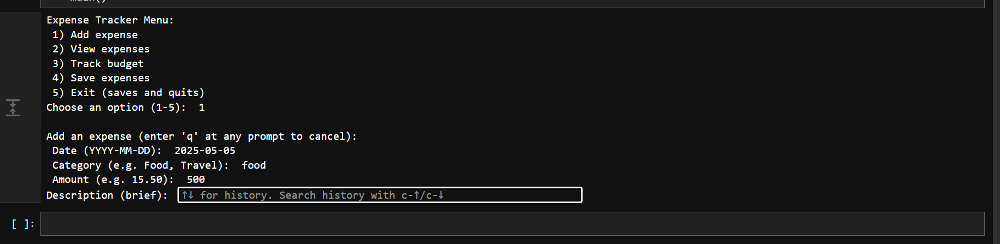 main()
Expense Tracker Menu:
1) Add expense
2) View expenses
3) Track budget
4) Save expenses
5) Exit (saves and quits)
Choose an option (1-5):  1
Add an expense (enter 'q' at any prompt to cancel):
Date (YYYY-MM-DD):  2025-05-05
Category (e.g. Food, Travel):  food
Amount (e.g. 15.50):  500
Description (brief): ↑↓ for history. Search history with c-↑/c-↓
[ ]: